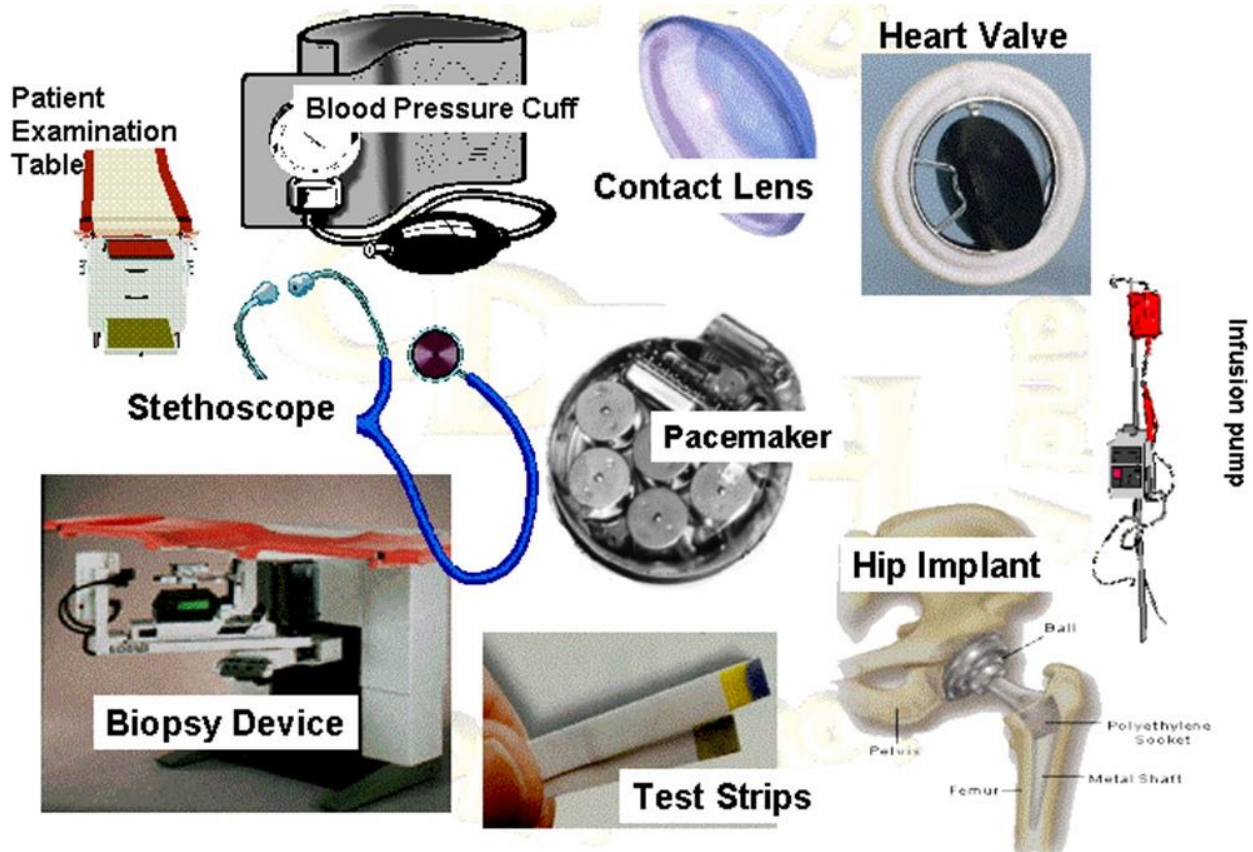 Heart Valve
Patient
Examination
Table
Blood Pressure Cuff
Contact Lens
Stethoscope
Pacemaker
Infusion pump
Hip Implant
Ball
Polyethylene
Socket
Pelvis
Metal Shaft
Femur
Biopsy Device
Test Strips